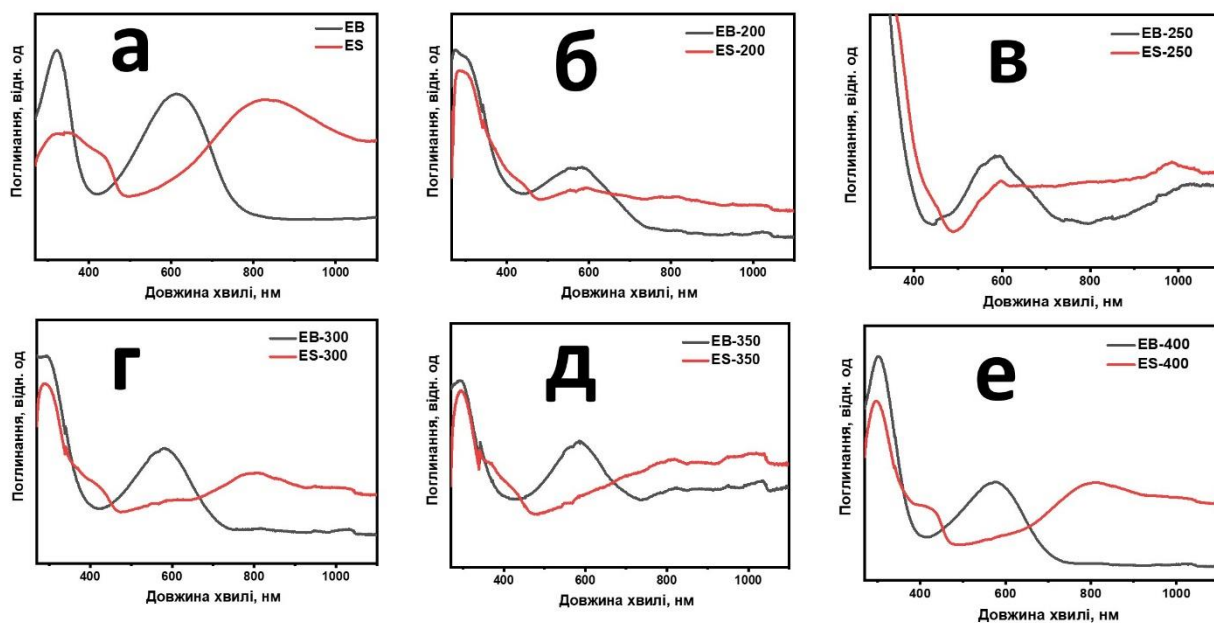 а
EB
ES
Поглинання, відн. од
400 600 800 1000
Довжина хвилі, нм
б
EB-200
ES-200
Поглинання, відн. од
400 600 800 1000
Довжина хвилі, нм
в
EB-250
ES-250
Поглинання, відн. од
400 600 800 1000
Довжина хвилі, нм
г
EB-300
ES-300
Поглинання, відн. од
400 600 800 1000
Довжина хвилі, нм
д
EB-350
ES-350
Поглинання, відн. од
400 600 800 1000
Довжина хвилі, нм
е
EB-400
ES-400
Поглинання, відн. од
400 600 800 1000
Довжина хвилі, нм